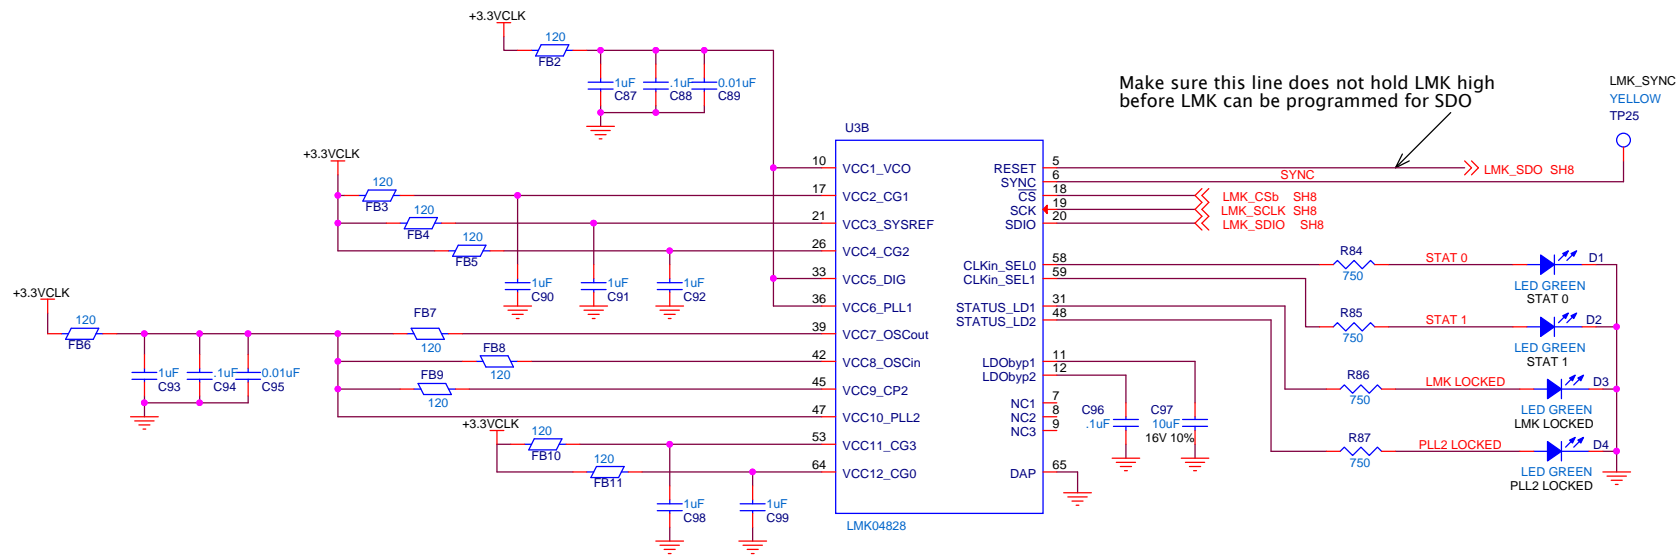 +3.3VCLK
120
FB2
1uF
C87
.1uF
C88
0.01uF
C89
Make sure this line does not hold LMK high
before LMK can be programmed for SDO
LMK_SYNC
YELLOW
TP25
U3B
+3.3VCLK
120
FB3
120
FB4
120
FB5
1uF
C90
1uF
C91
1uF
C92
+3.3VCLK
120
FB6
1uF
C93
.1uF
C94
0.01uF
C95
FB7
120
FB8
120
FB9
120
+3.3VCLK
120
FB10
120
FB11
1uF
C98
1uF
C99
10 VCC1_VCO
17 VCC2_CG1
21 VCC3_SYSREF
26 VCC4_CG2
33 VCC5_DIG
36 VCC6_PLL1
39 VCC7_OSCout
42 VCC8_OSCin
45 VCC9_CP2
47 VCC10_PLL2
53 VCC11_CG3
64 VCC12_CG0
LMK04828
RESET 5 LMK_SDO SH8
SYNC 6 SYNC
CS 18 LMK_CSb SH8
SCK 19 LMK_SCLK SH8
SDIO 20 LMK_SDIO SH8
CLKin_SEL0 58
CLKin_SEL1 59
STATUS_LD1 31
STATUS_LD2 48
LDObyp1 11
LDObyp2 12
NC1 7
NC2 8
NC3 9
DAP 65
C96
.1uF
C97
10uF
16V 10%
R84
750
STAT 0
D1
LED GREEN
STAT 0
R85
750
STAT 1
D2
LED GREEN
STAT 1
R86
750
LMK LOCKED
D3
LED GREEN
LMK LOCKED
R87
750
PLL2 LOCKED
D4
LED GREEN
PLL2 LOCKED